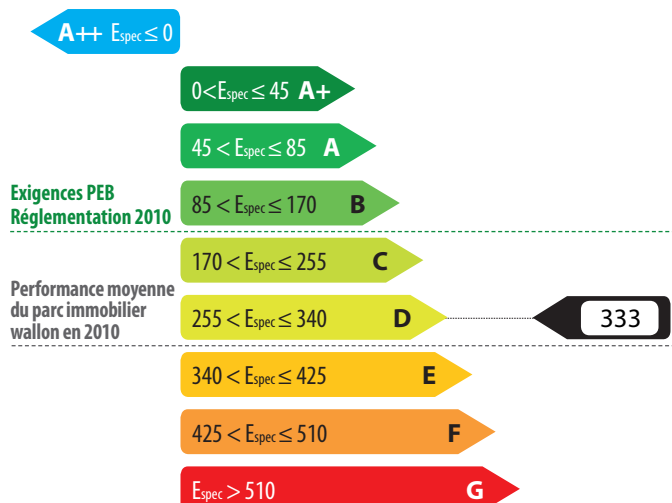 A++ Espec ≤ 0
0<Espec ≤ 45 A+
45 < Espec ≤ 85 A
Exigences PEB
Réglementation 2010
85 < Espec ≤ 170 B
170 < Espec ≤ 255 C
Performance moyenne
du parc immobilier
wallon en 2010
255 < Espec ≤ 340 D
333
340 < Espec ≤ 425 E
425 < Espec ≤ 510 F
Espec > 510 G